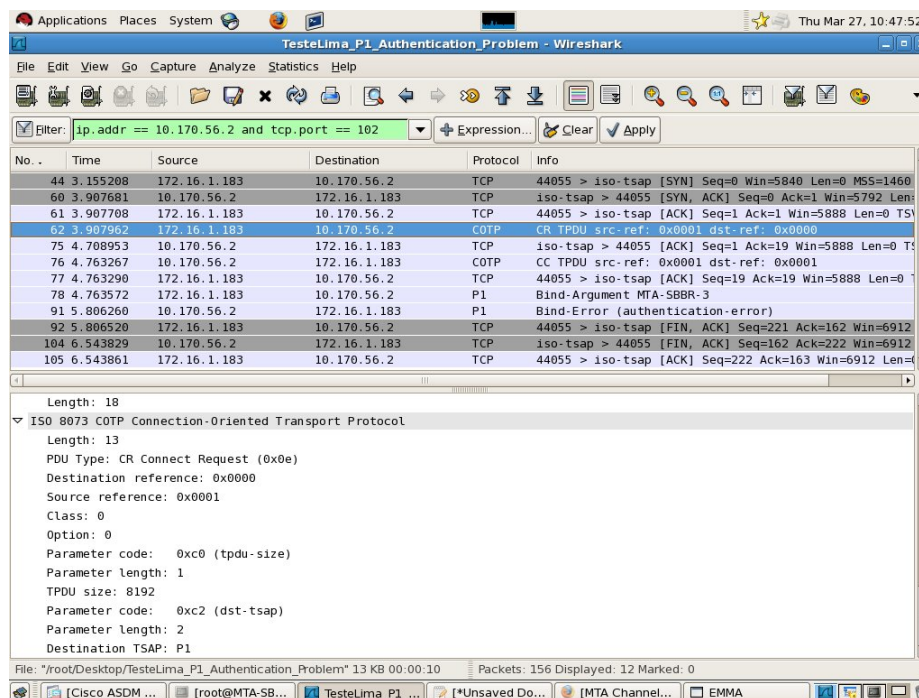 Applications Places System Thu Mar 27, 10:47:52
TesteLima_P1_Authentication_Problem - Wireshark
File Edit View Go Capture Analyze Statistics Help
Filter: ip.addr == 10.170.56.2 and tcp.port == 102 Expression... Clear Apply
No. . Time Source Destination Protocol Info
44 3.155208 172.16.1.183 10.170.56.2 TCP 44055 > iso-tsap [SYN] Seq=0 Win=5840 Len=0 MSS=1460
60 3.907681 10.170.56.2 172.16.1.183 TCP iso-tsap > 44055 [SYN, ACK] Seq=0 Ack=1 Win=5792 Len=
61 3.907708 172.16.1.183 10.170.56.2 TCP 44055 > iso-tsap [ACK] Seq=1 Ack=1 Win=5888 Len=0 TSV
62 3.907962 172.16.1.183 10.170.56.2 COTP CR TPDU src-ref: 0x0001 dst-ref: 0x0000
75 4.708953 10.170.56.2 172.16.1.183 TCP iso-tsap > 44055 [ACK] Seq=1 Ack=19 Win=5888 Len=0 TS
76 4.763267 10.170.56.2 172.16.1.183 COTP CC TPDU src-ref: 0x0001 dst-ref: 0x0001
77 4.763290 172.16.1.183 10.170.56.2 TCP 44055 > iso-tsap [ACK] Seq=19 Ack=19 Win=5888 Len=0 T
78 4.763572 172.16.1.183 10.170.56.2 P1 Bind-Argument MTA-SBBR-3
91 5.806260 10.170.56.2 172.16.1.183 P1 Bind-Error (authentication-error)
92 5.806520 172.16.1.183 10.170.56.2 TCP 44055 > iso-tsap [FIN, ACK] Seq=221 Ack=162 Win=6912
104 6.543829 10.170.56.2 172.16.1.183 TCP iso-tsap > 44055 [FIN, ACK] Seq=162 Ack=222 Win=6912
105 6.543861 172.16.1.183 10.170.56.2 TCP 44055 > iso-tsap [ACK] Seq=222 Ack=163 Win=6912 Len=0
Length: 18
ISO 8073 COTP Connection-Oriented Transport Protocol
Length: 13
PDU Type: CR Connect Request (0x0e)
Destination reference: 0x0000
Source reference: 0x0001
Class: 0
Option: 0
Parameter code: 0xc0 (tpdu-size)
Parameter length: 1
TPDU size: 8192
Parameter code: 0xc2 (dst-tsap)
Parameter length: 2
Destination TSAP: P1
File: "/root/Desktop/TesteLima_P1_Authentication_Problem" 13 KB 00:00:10 Packets: 156 Displayed: 12 Marked: 0
[Cisco ASDM ... [root@MTA-SB... TesteLima_P1 ... [*Unsaved Do... [MTA Channel... EMMA